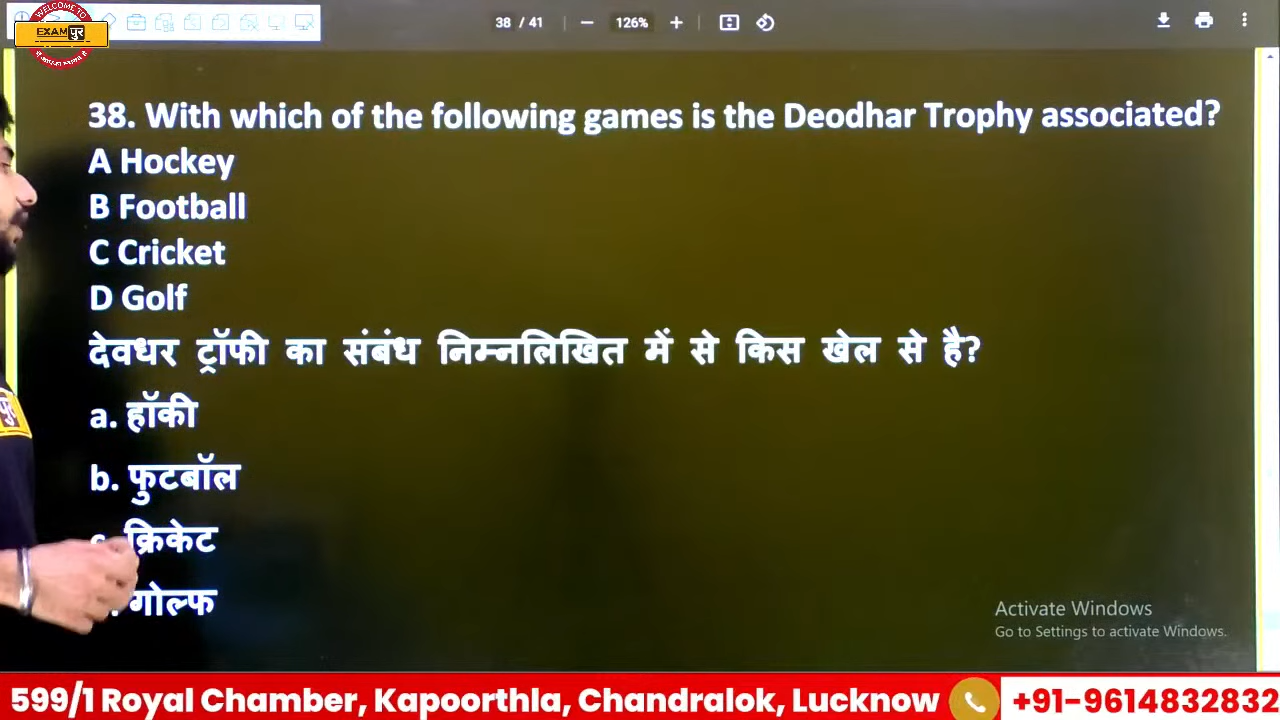 WELCOME TO
EXAMपुर
38 / 41
126%
38. With which of the following games is the Deodhar Trophy associated?
A Hockey
B Football
C Cricket
D Golf
देवधर ट्रॉफी का संबंध निम्नलिखित में से किस खेल से है?
a. हॉकी
b. फुटबॉल
क्रिकेट
गोल्फ
पुर
Activate Windows
Go to Settings to activate Windows.
599/1 Royal Chamber, Kapoorthla, Chandralok, Lucknow
+91-9614832832